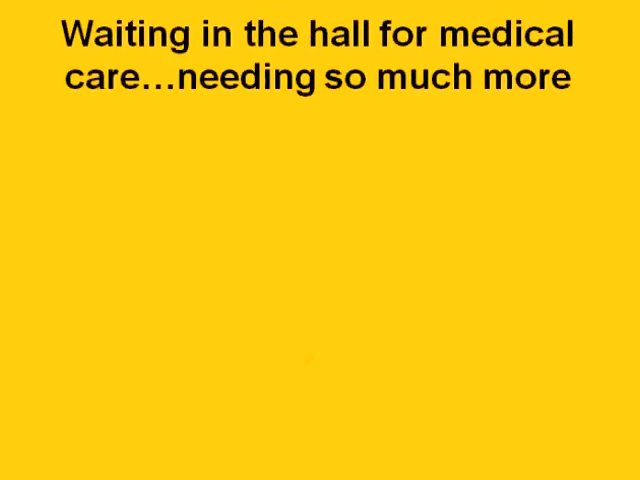 Waiting in the hall for medical
care…needing so much more